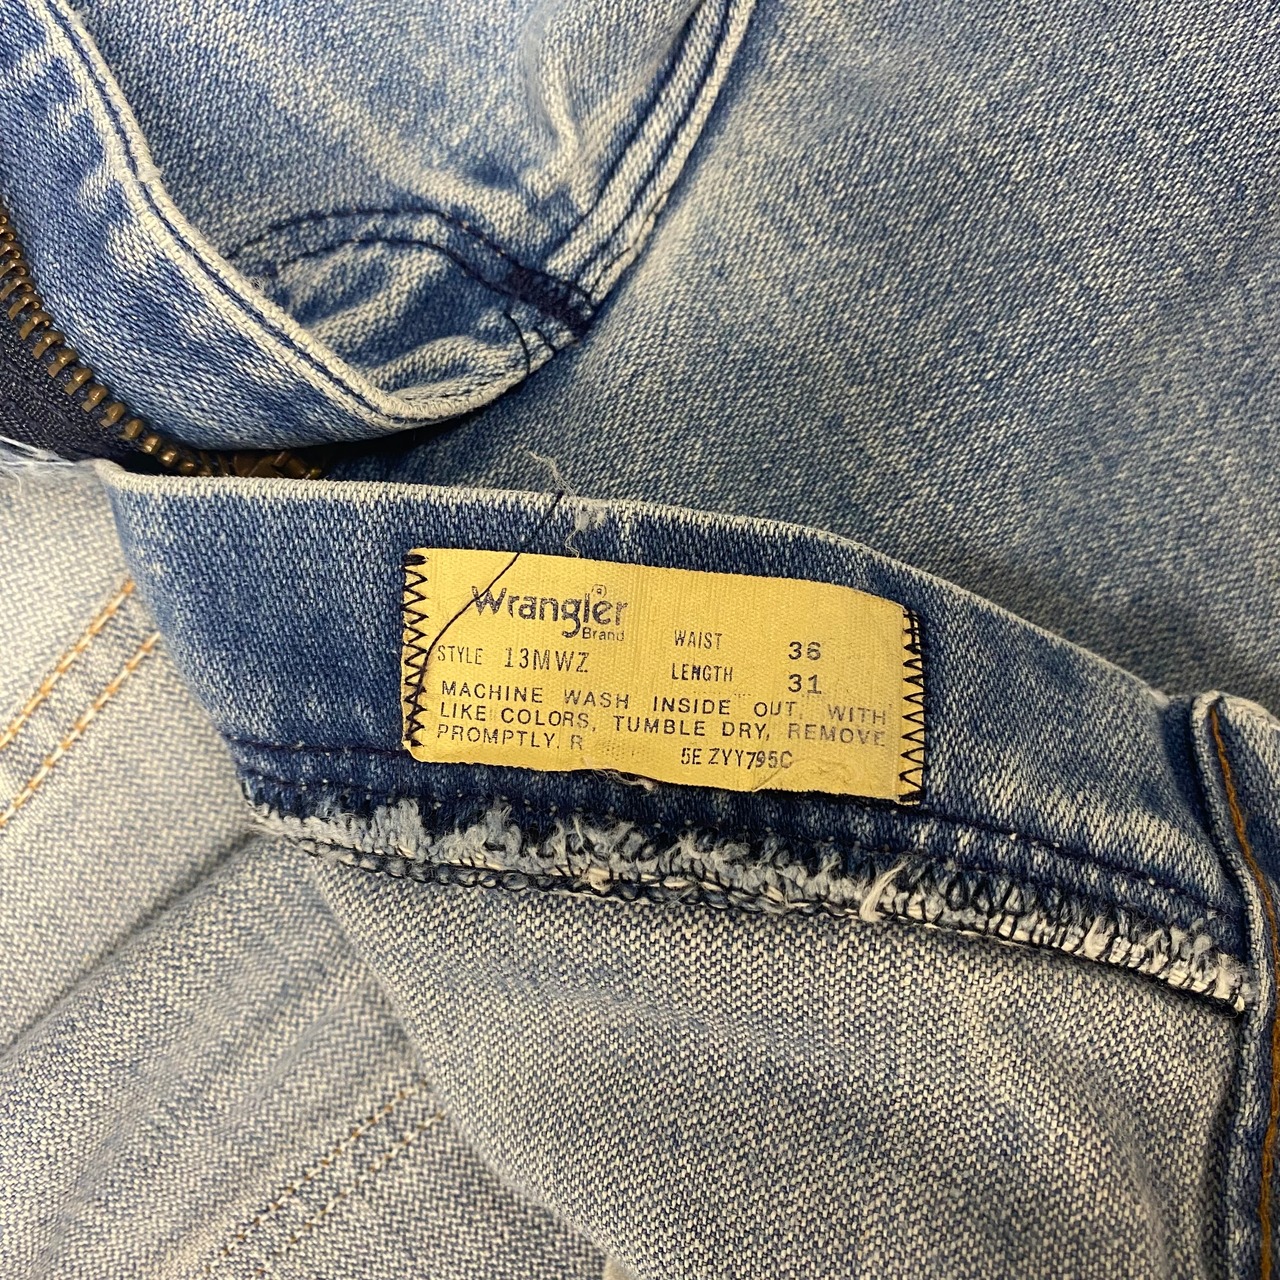 Wrangler®
Brand
STYLE 13MWZ WAIST 36
LENGTH 31
MACHINE WASH INSIDE OUT, WITH
LIKE COLORS, TUMBLE DRY, REMOVE
PROMPTLY. R 5E ZYY795C